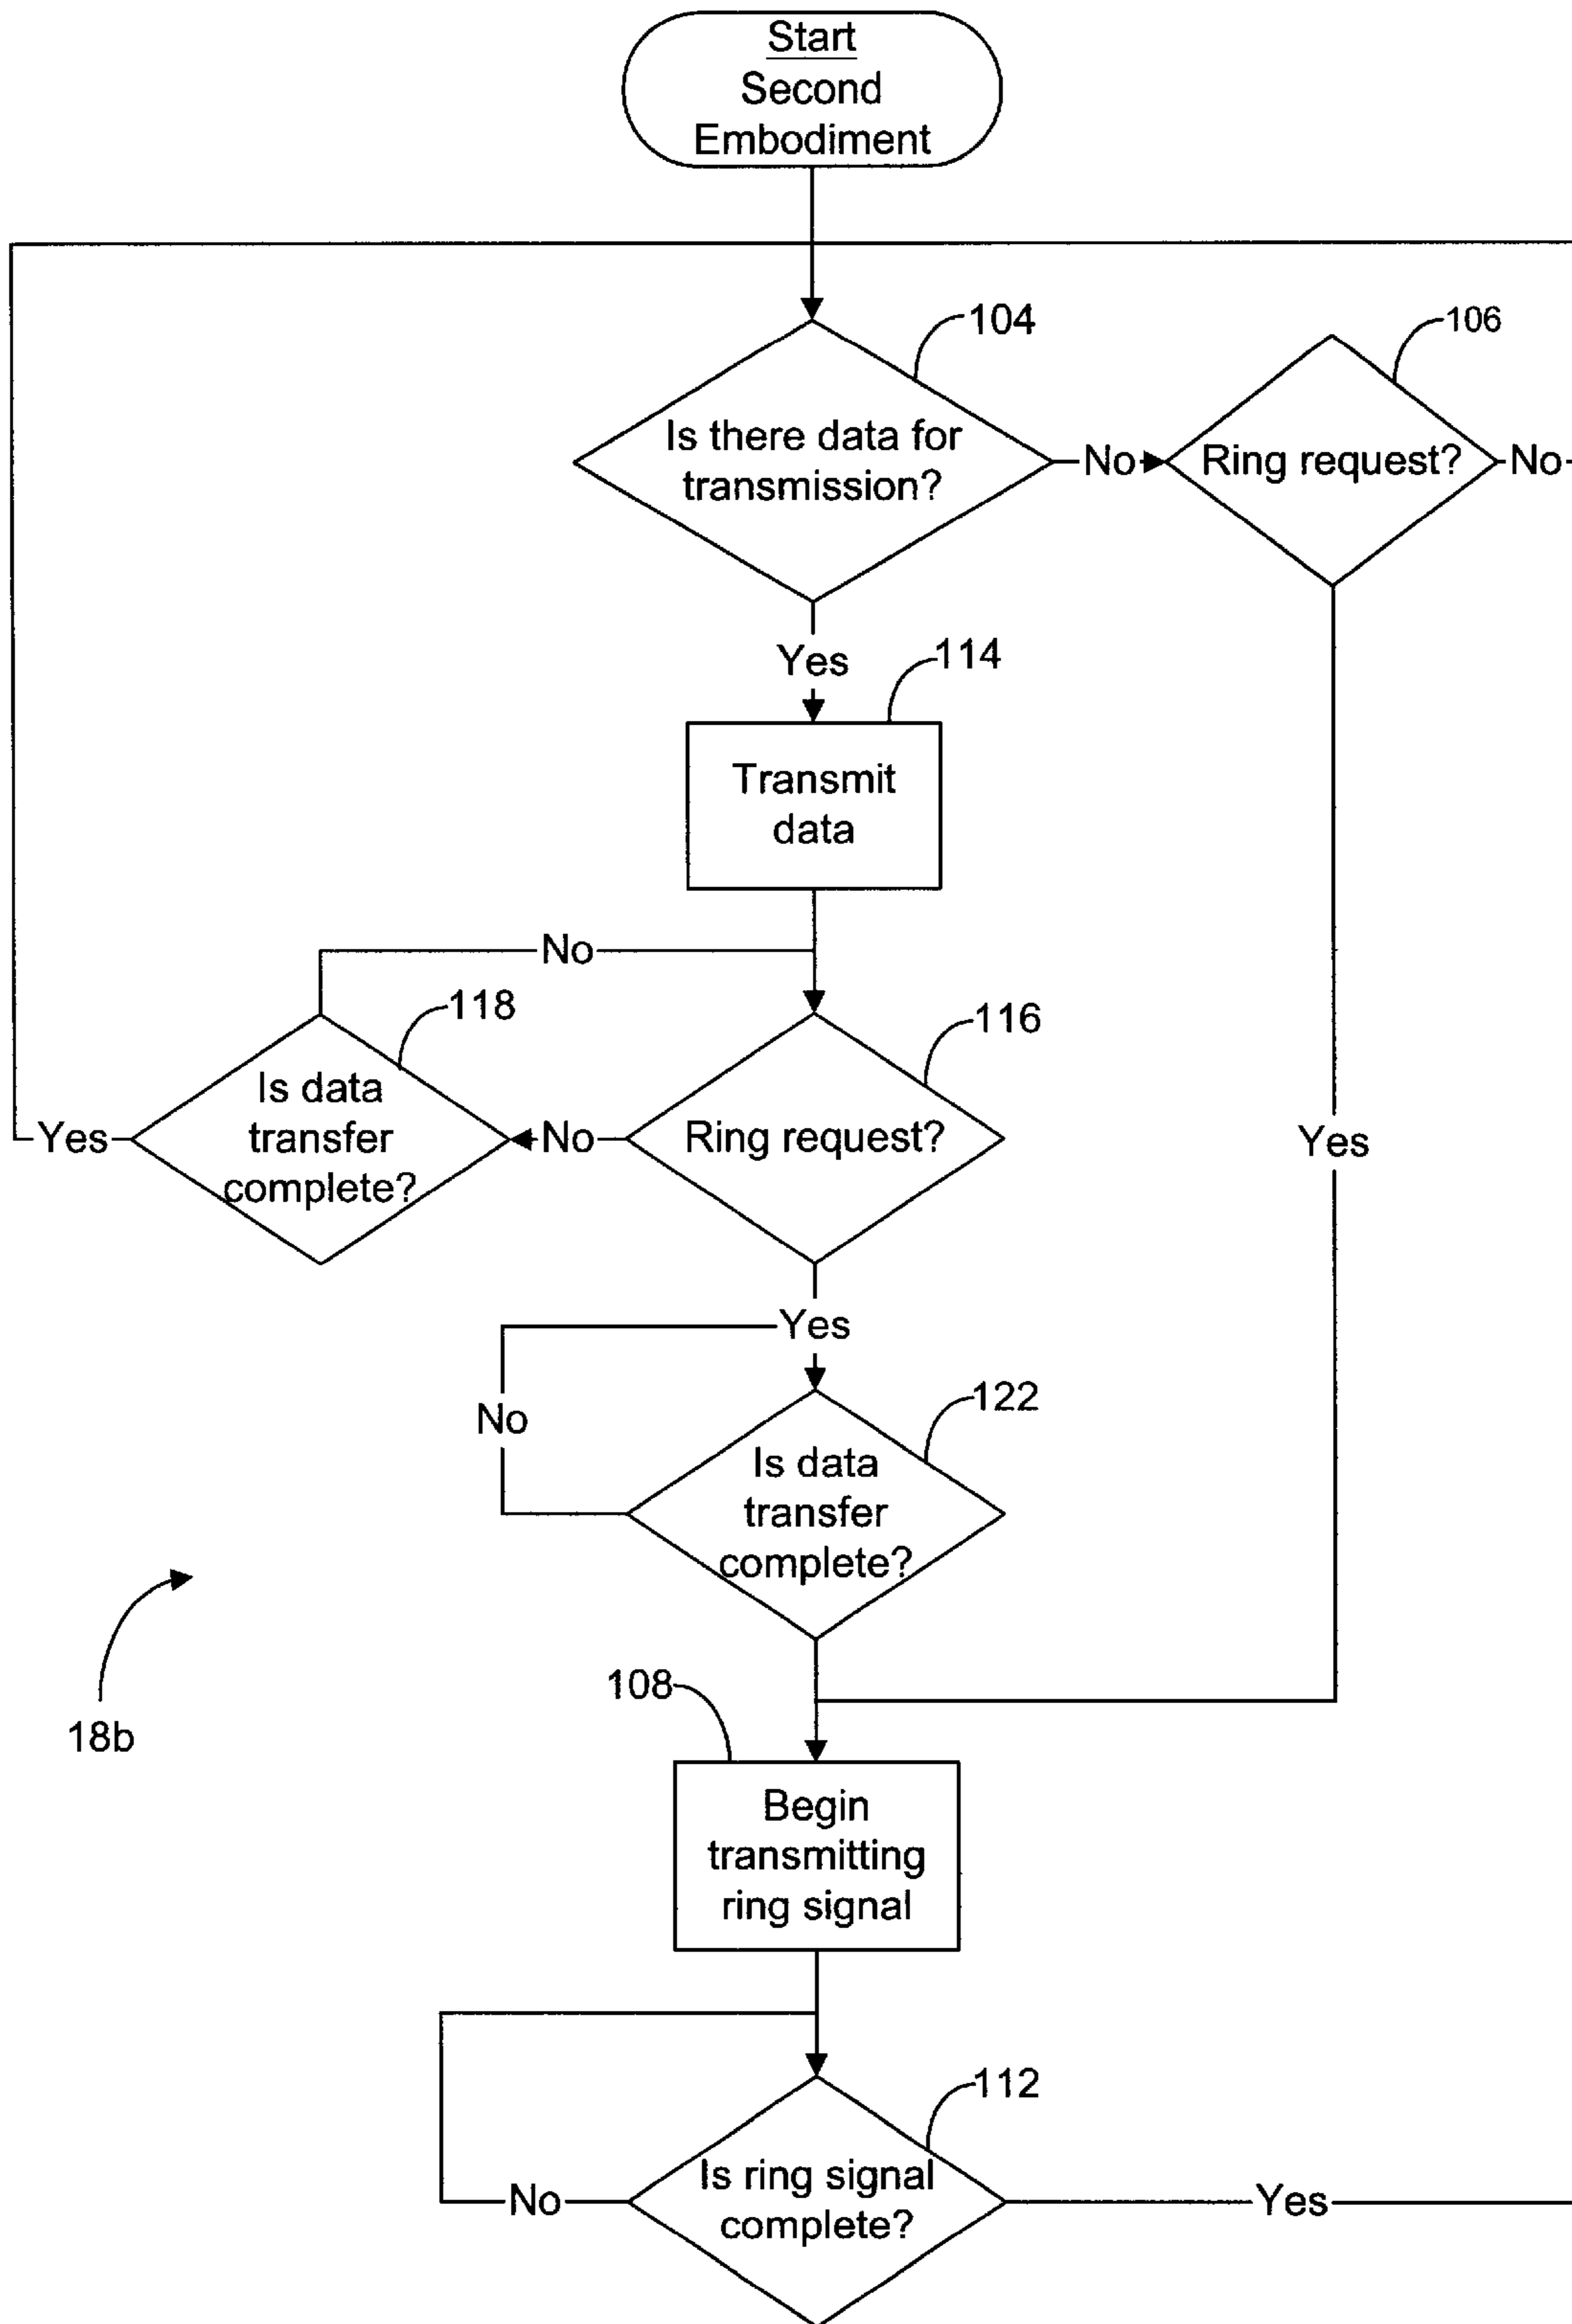 Start
Second
Embodiment
104
106
Is there data for
transmission?
No
Ring request?
No
Yes
114
Transmit
data
No
118
116
Is data
transfer
complete?
Yes
No
Ring request?
Yes
Yes
No
122
Is data
transfer
complete?
18b
108
Begin
transmitting
ring signal
112
Is ring signal
complete?
No
Yes